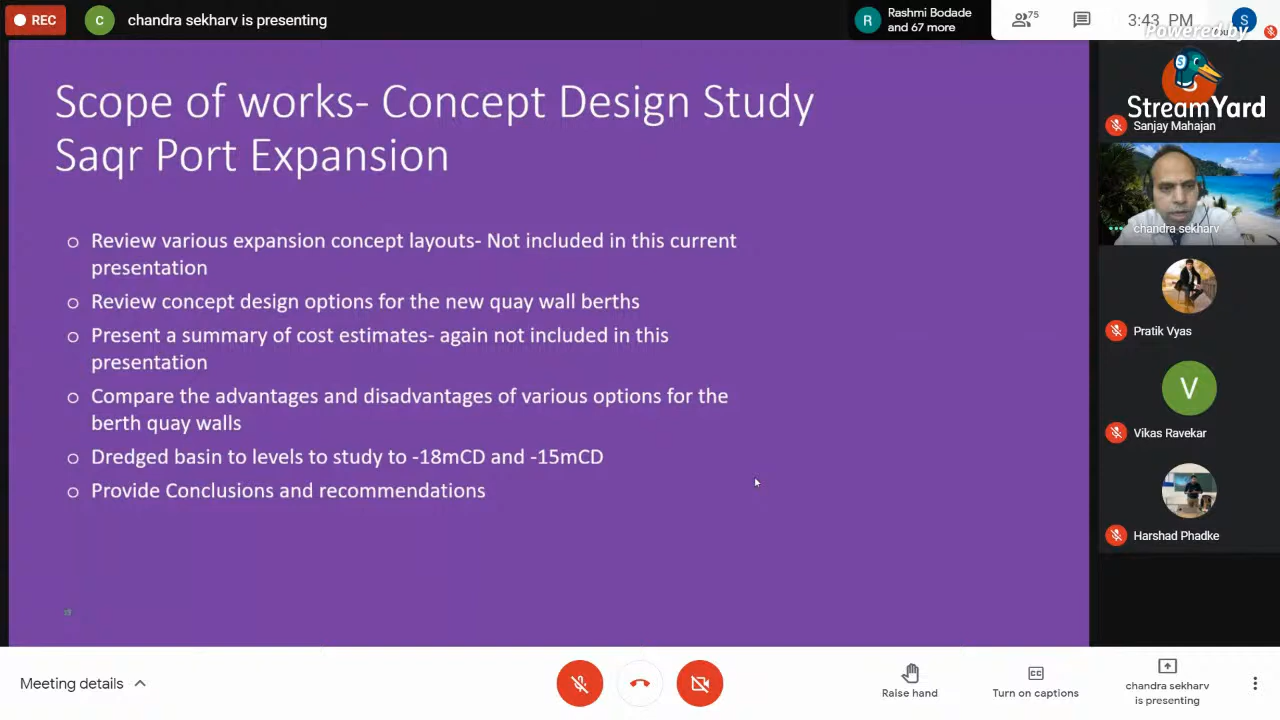 REC
C
chandra sekharv is presenting
R
Rashmi Bodade
and 67 more
75
3:43 PM
S
Powered by
StreamYard
Sanjay Mahajan
Scope of works- Concept Design Study
Saqr Port Expansion
chandra sekharv
Review various expansion concept layouts- Not included in this current
presentation
Review concept design options for the new quay wall berths
Present a summary of cost estimates- again not included in this
presentation
Pratik Vyas
Compare the advantages and disadvantages of various options for the
berth quay walls
V
Vikas Ravekar
Dredged basin to levels to study to -18mCD and -15mCD
Provide Conclusions and recommendations
Harshad Phadke
Meeting details
Raise hand
CC
Turn on captions
chandra sekharv
is presenting